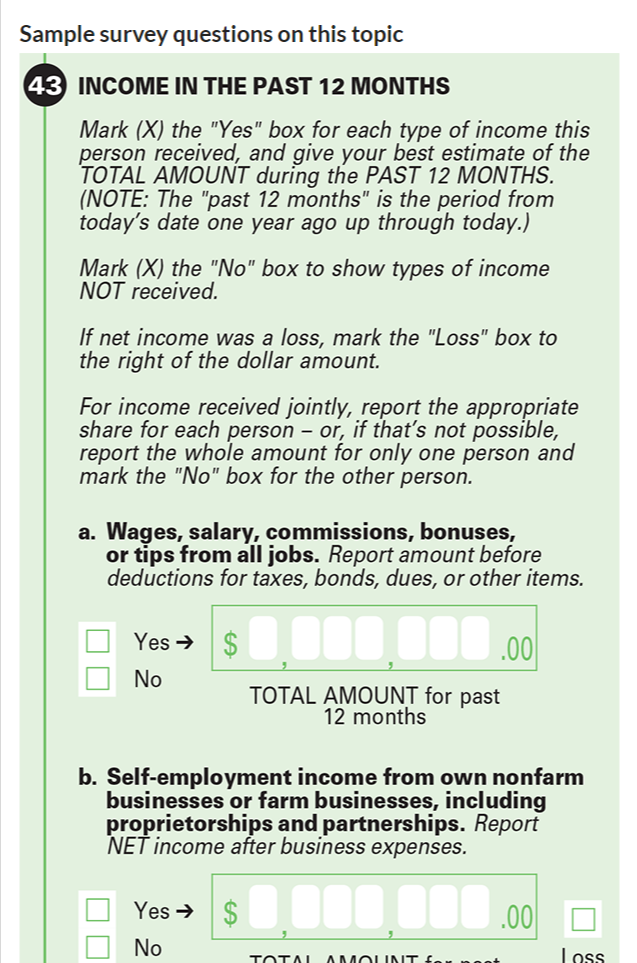 Sample survey questions on this topic
43 INCOME IN THE PAST 12 MONTHS
Mark (X) the "Yes" box for each type of income this
person received, and give your best estimate of the
TOTAL AMOUNT during the PAST 12 MONTHS.
(NOTE: The "past 12 months" is the period from
today's date one year ago up through today.)
Mark (X) the "No" box to show types of income
NOT received.
If net income was a loss, mark the "Loss" box to
the right of the dollar amount.
For income received jointly, report the appropriate
share for each person – or, if that's not possible,
report the whole amount for only one person and
mark the "No" box for the other person.
a. Wages, salary, commissions, bonuses,
or tips from all jobs. Report amount before
deductions for taxes, bonds, dues, or other items.
Yes → $ , , .00
No
TOTAL AMOUNT for past
12 months
b. Self-employment income from own nonfarm
businesses or farm businesses, including
proprietorships and partnerships. Report
NET income after business expenses.
Yes → $ , , .00
No
TOTAL AMOUNT for past
Loss